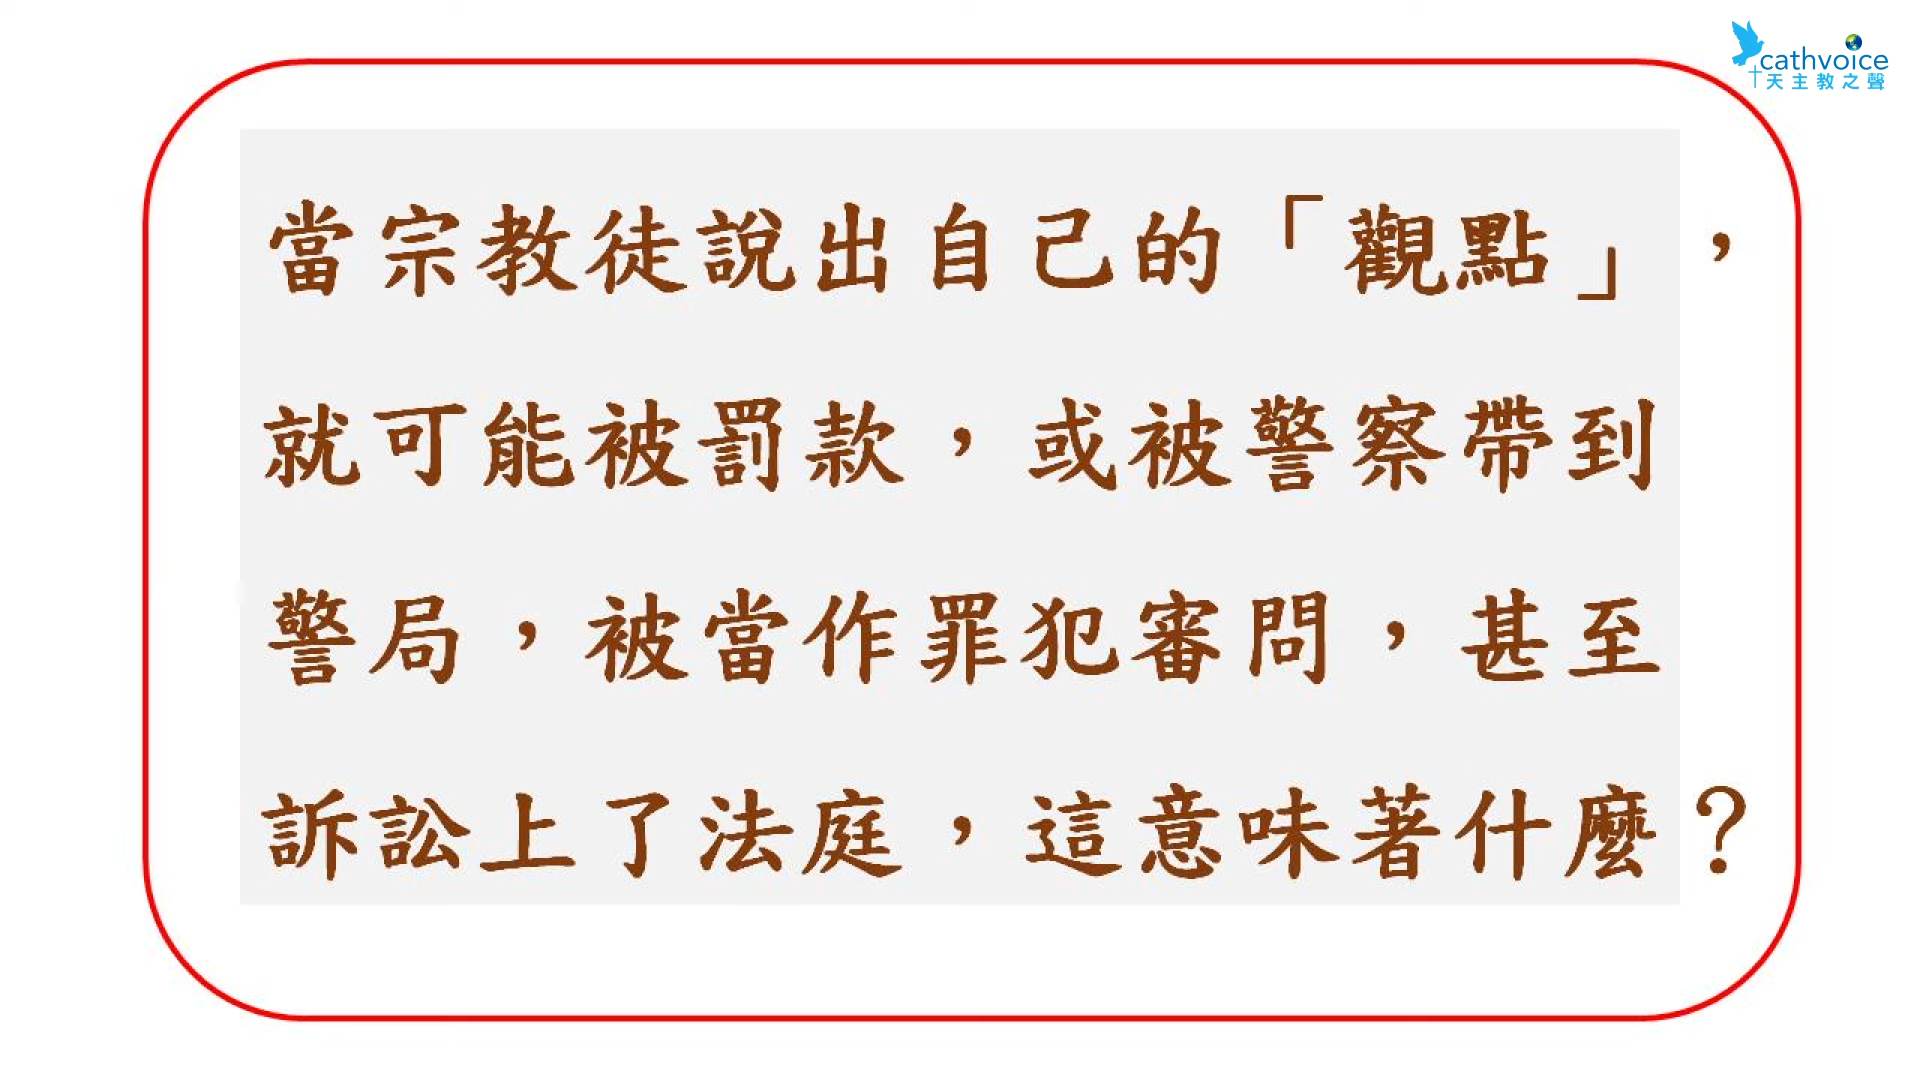 cathvoice
天主教之聲
當宗教徒說出自己的「觀點」，
就可能被罰款，或被警察帶到
警局，被當作罪犯審問，甚至
訴訟上了法庭，這意味著什麼？